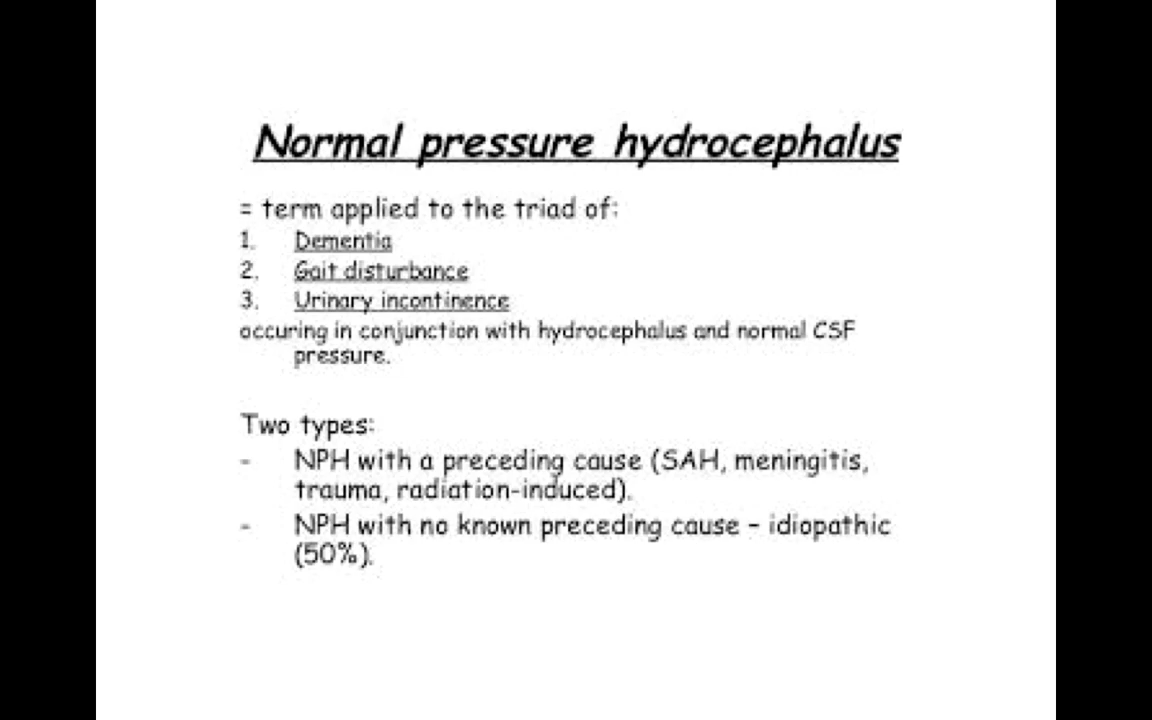 Normal pressure hydrocephalus
= term applied to the triad of:
1. Dementia
2. Gait disturbance
3. Urinary incontinence
occuring in conjunction with hydrocephalus and normal CSF
pressure.
Two types:
- NPH with a preceding cause (SAH, meningitis,
trauma, radiation-induced).
- NPH with no known preceding cause – idiopathic
(50%).